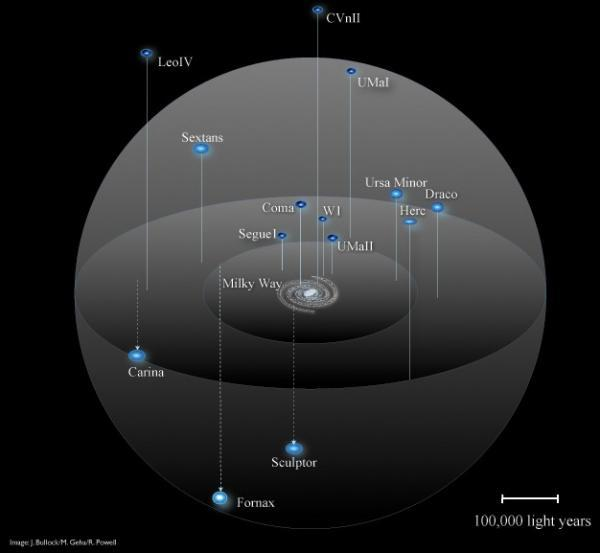 CVnII
LeoIV
UMaI
Sextans
Ursa Minor
Draco
Coma
W1
Herc
Segue1
UMaII
Milky Way
Carina
Sculptor
Fornax
100,000 light years
Image: J. Bullock/M. Geha/R. Powell